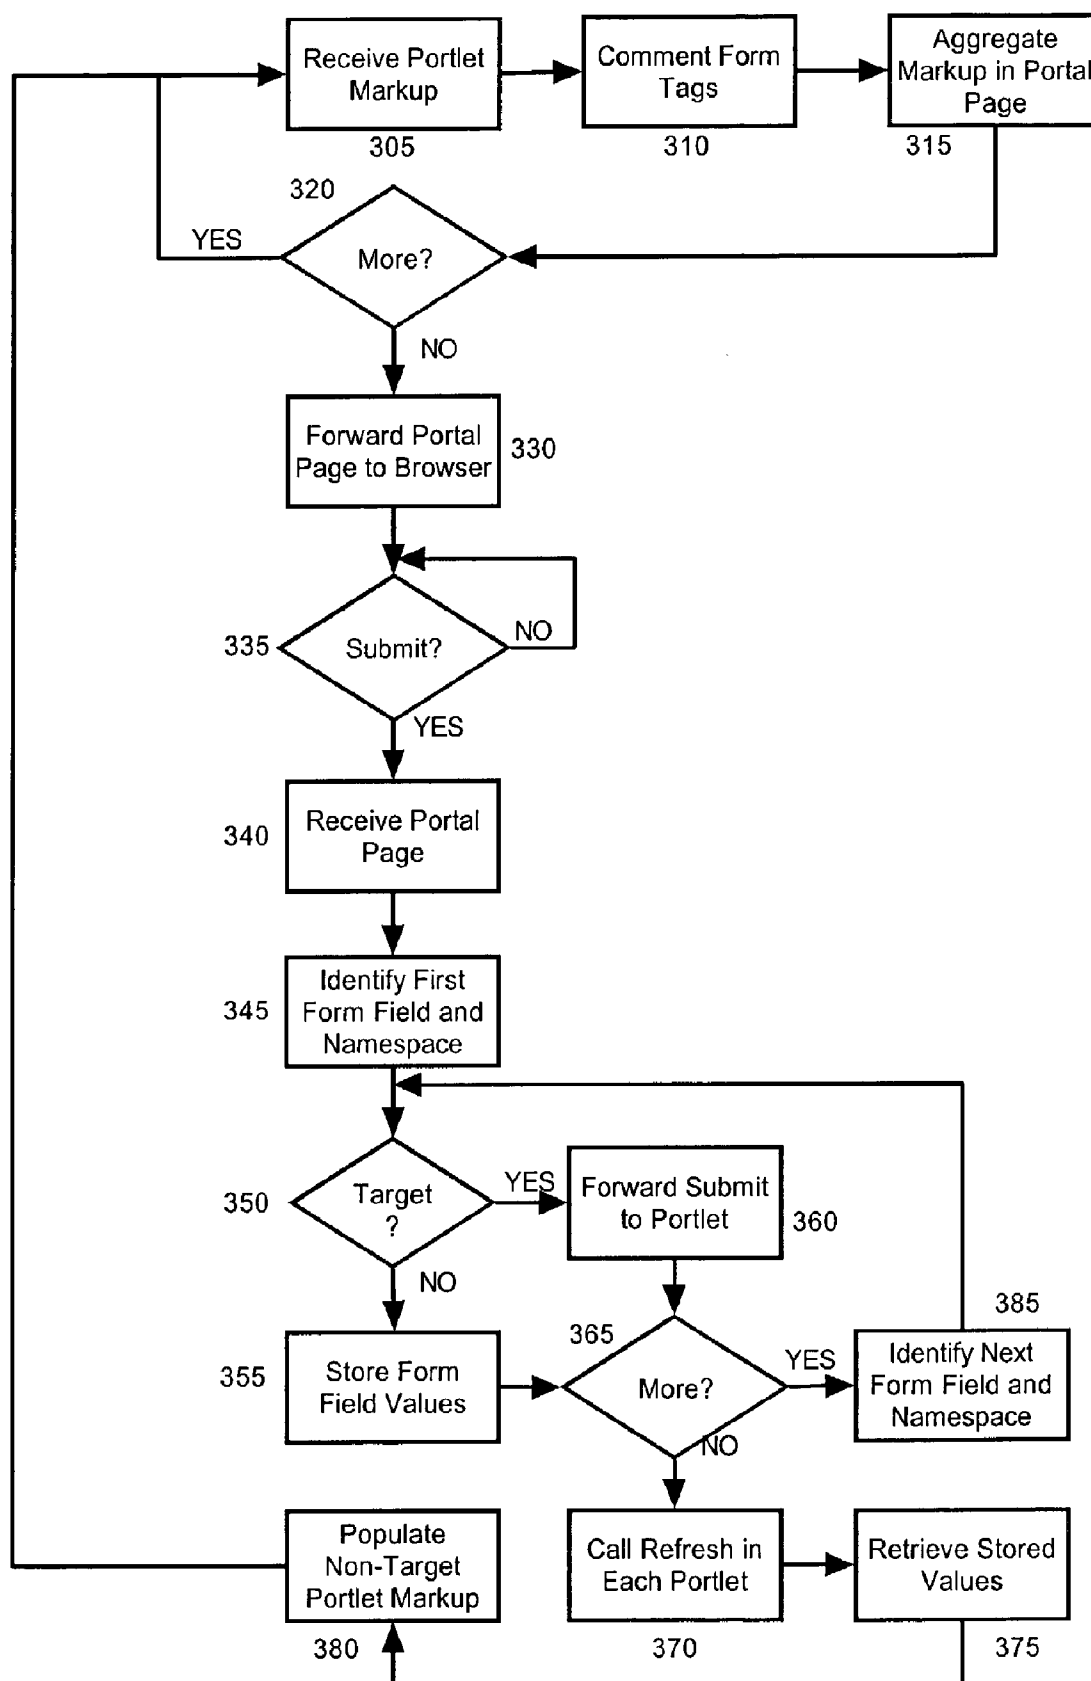 Receive Portlet
Markup
305
Comment Form
Tags
310
Aggregate
Markup in Portal
Page
315
320
YES
More?
NO
Forward Portal
Page to Browser
330
335
Submit?
NO
YES
340
Receive Portal
Page
345
Identify First
Form Field and
Namespace
350
Target
?
YES
Forward Submit
to Portlet
360
NO
355
Store Form
Field Values
365
More?
YES
385
Identify Next
Form Field and
Namespace
NO
Populate
Non-Target
Portlet Markup
380
Call Refresh in
Each Portlet
370
Retrieve Stored
Values
375